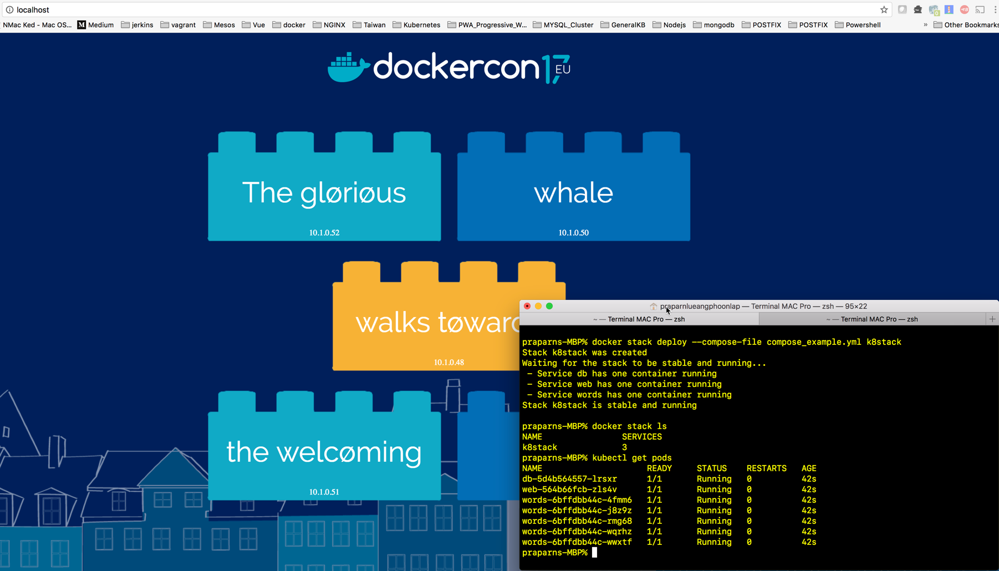 localhost
NMac Ked - Mac OS... Medium jerkins vagrant Mesos Vue docker NGINX Taiwan Kubernetes PWA_Progressive_W... MYSQL_Cluster GeneralKB Nodejs mongodb POSTFIX POSTFIX Powershell » Other Bookmarks
dockercon17 EU
The gløriøus
10.1.0.52
whale
10.1.0.50
walks tøward
10.1.0.48
the welcøming
10.1.0.51
praparnlueangphoonlap — Terminal MAC Pro — zsh — 95×22
~ — Terminal MAC Pro — zsh
~ — Terminal MAC Pro — zsh
praparns-MBP% docker stack deploy --compose-file compose_example.yml k8stack
Stack k8stack was created
Waiting for the stack to be stable and running...
- Service db has one container running
- Service web has one container running
- Service words has one container running
Stack k8stack is stable and running
praparns-MBP% docker stack ls
NAME SERVICES
k8stack 3
praparns-MBP% kubectl get pods
NAME READY STATUS RESTARTS AGE
db-5d4b564557-lrsxr 1/1 Running 0 42s
web-564b66fcb-zls4v 1/1 Running 0 42s
words-6bffdbb44c-4fmm6 1/1 Running 0 42s
words-6bffdbb44c-j8z9z 1/1 Running 0 42s
words-6bffdbb44c-rmg68 1/1 Running 0 42s
words-6bffdbb44c-wqrhz 1/1 Running 0 42s
words-6bffdbb44c-wwxtf 1/1 Running 0 42s
praparns-MBP%